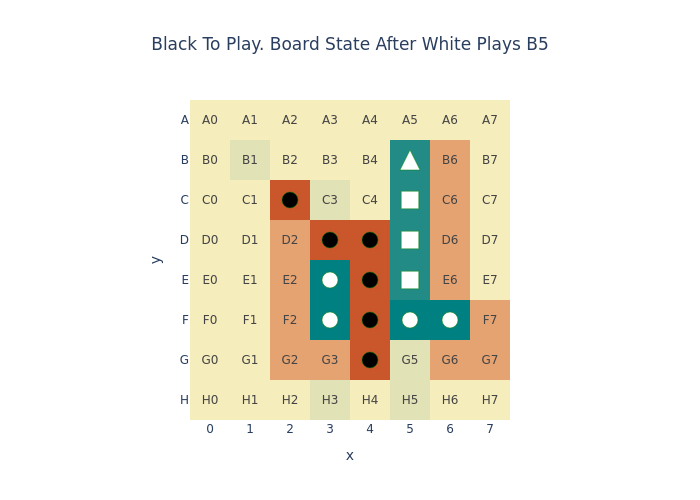 Black To Play. Board State After White Plays B5
A A0 A1 A2 A3 A4 A5 A6 A7
B B0 B1 B2 B3 B4 B6 B7
C C0 C1 C3 C4 C6 C7
D D0 D1 D2 D6 D7
y
E E0 E1 E2 E6 E7
F F0 F1 F2 F7
G G0 G1 G2 G3 G5 G6 G7
H H0 H1 H2 H3 H4 H5 H6 H7
0 1 2 3 4 5 6 7
x